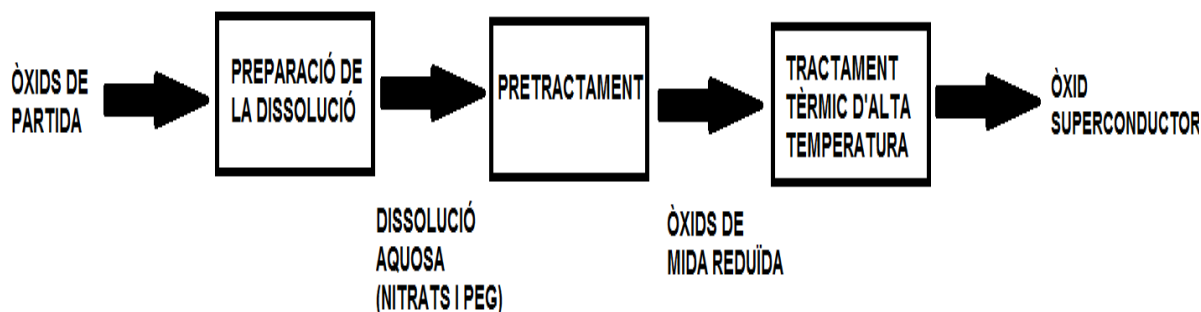 ÒXIDS DE
PARTIDA
PREPARACIÓ DE
LA DISSOLUCIÓ
DISSOLUCIÓ
AQUOSA
(NITRATS I PEG)
PRETRACTAMENT
ÒXIDS DE
MIDA REDUÏDA
TRACTAMENT
TÈRMIC D'ALTA
TEMPERATURA
ÒXID
SUPERCONDUCTOR